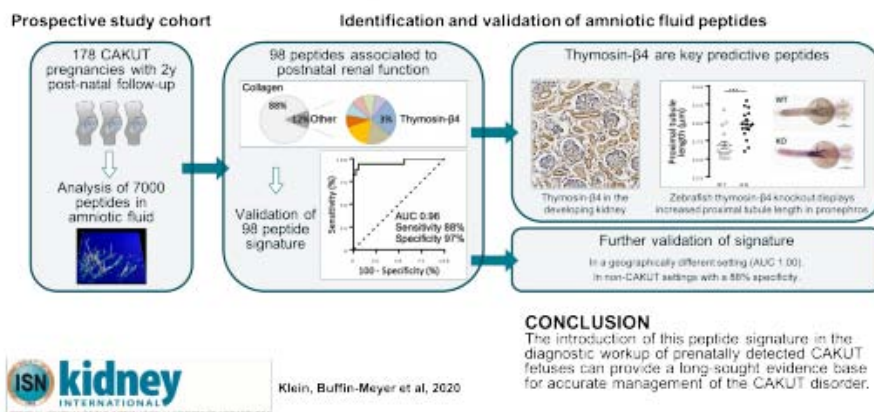 Prospective study cohort
Identification and validation of amniotic fluid peptides
178 CAKUT
pregnancies with 2y
post-natal follow-up
Analysis of 7000
peptides in
amniotic fluid
98 peptides associated to
postnatal renal function
Collagen
88%
12%
Other
3%
Thymosin-β4
Validation of
98 peptide
signature
Sensitivity (%)
AUC 0.96
Sensitivity 88%
Specificity 97%
100 - Specificity (%)
Thymosin-β4 are key predictive peptides
Thymosin-β4 in the
developing kidney
Proximal tubule
length (μm)
WT
KD
Zebrafish thymosin-β4 knockout displays
increased proximal tubule length in pronephros
Further validation of signature
In a geographically different setting (AUC 1.00).
In non-CAKUT settings with a 88% specificity.
CONCLUSION
The introduction of this peptide signature in the
diagnostic workup of prenatally detected CAKUT
fetuses can provide a long-sought evidence base
for accurate management of the CAKUT disorder.
ISN
kidney
INTERNATIONAL
Klein, Buffin-Meyer et al, 2020